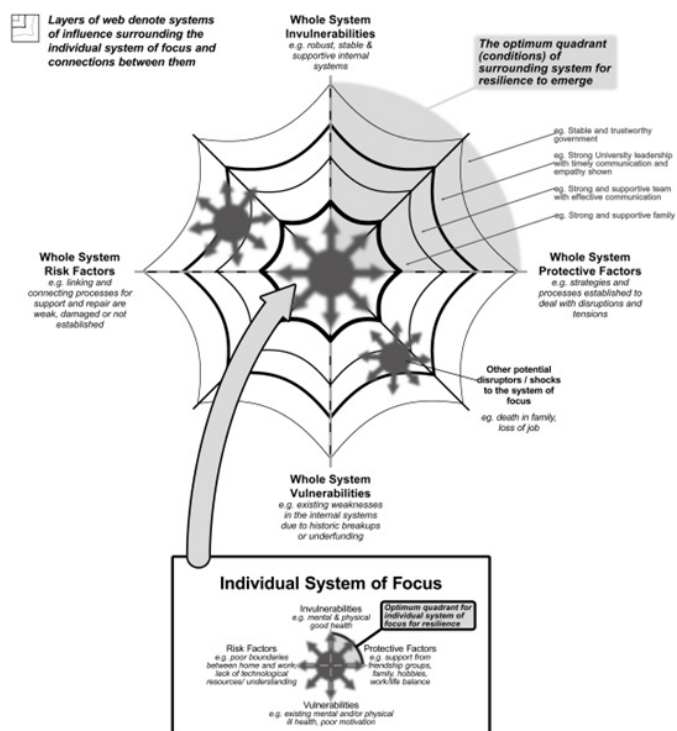 Layers of web denote systems
of influence surrounding the
individual system of focus and
connections between them
Whole System
Invulnerabilities
e.g. robust, stable &
supportive internal
systems
The optimum quadrant
(conditions) of
surrounding system for
resilience to emerge
eg. Stable and trustworthy
government
eg. Strong University leadership
with timely communication and
empathy shown
eg. Strong and supportive team
with effective communication
eg. Strong and supportive family
Whole System
Risk Factors
e.g. linking and
connecting processes for
support and repair are
weak, damaged or not
established
Whole System
Protective Factors
e.g. strategies and
processes established to
deal with disruptions and
tensions
Other potential
disruptors / shocks
to the system of
focus
eg. death in family,
loss of job
Whole System
Vulnerabilities
e.g. existing weaknesses
in the internal systems
due to historic breakups
or underfunding
Individual System of Focus
Invulnerabilities
e.g. mental & physical
good health
Optimum quadrant for
individual system of
focus for resilience
Risk Factors
e.g. poor boundaries
between home and work,
lack of technological
resources/ understanding
Protective Factors
e.g. support from
friendship groups,
family, hobbies,
work/life balance
Vulnerabilities
e.g. existing mental and/or physical
ill health, poor motivation